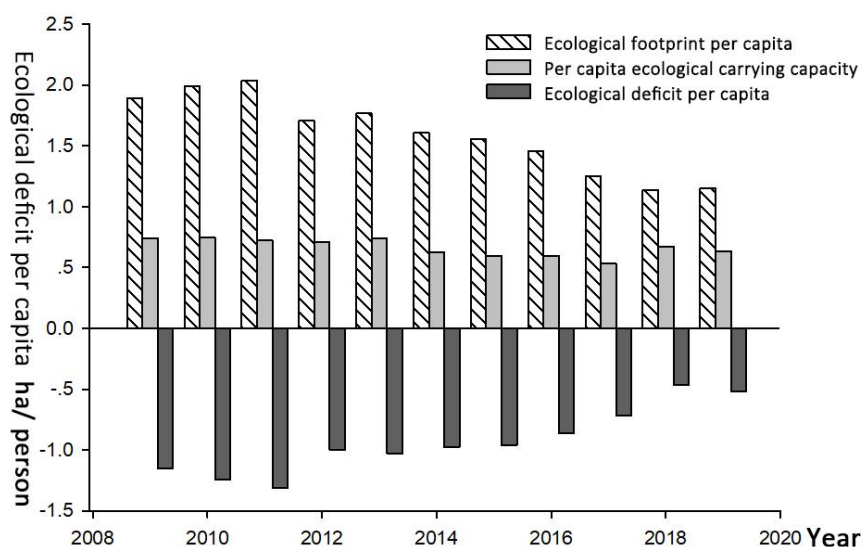 Ecological deficit per capita ha/ person
2.5
2.0
1.5
1.0
.5
0.0
-.5
-1.0
-1.5
Ecological footprint per capita
Per capita ecological carrying capacity
Ecological deficit per capita
2008 2010 2012 2014 2016 2018 2020 Year